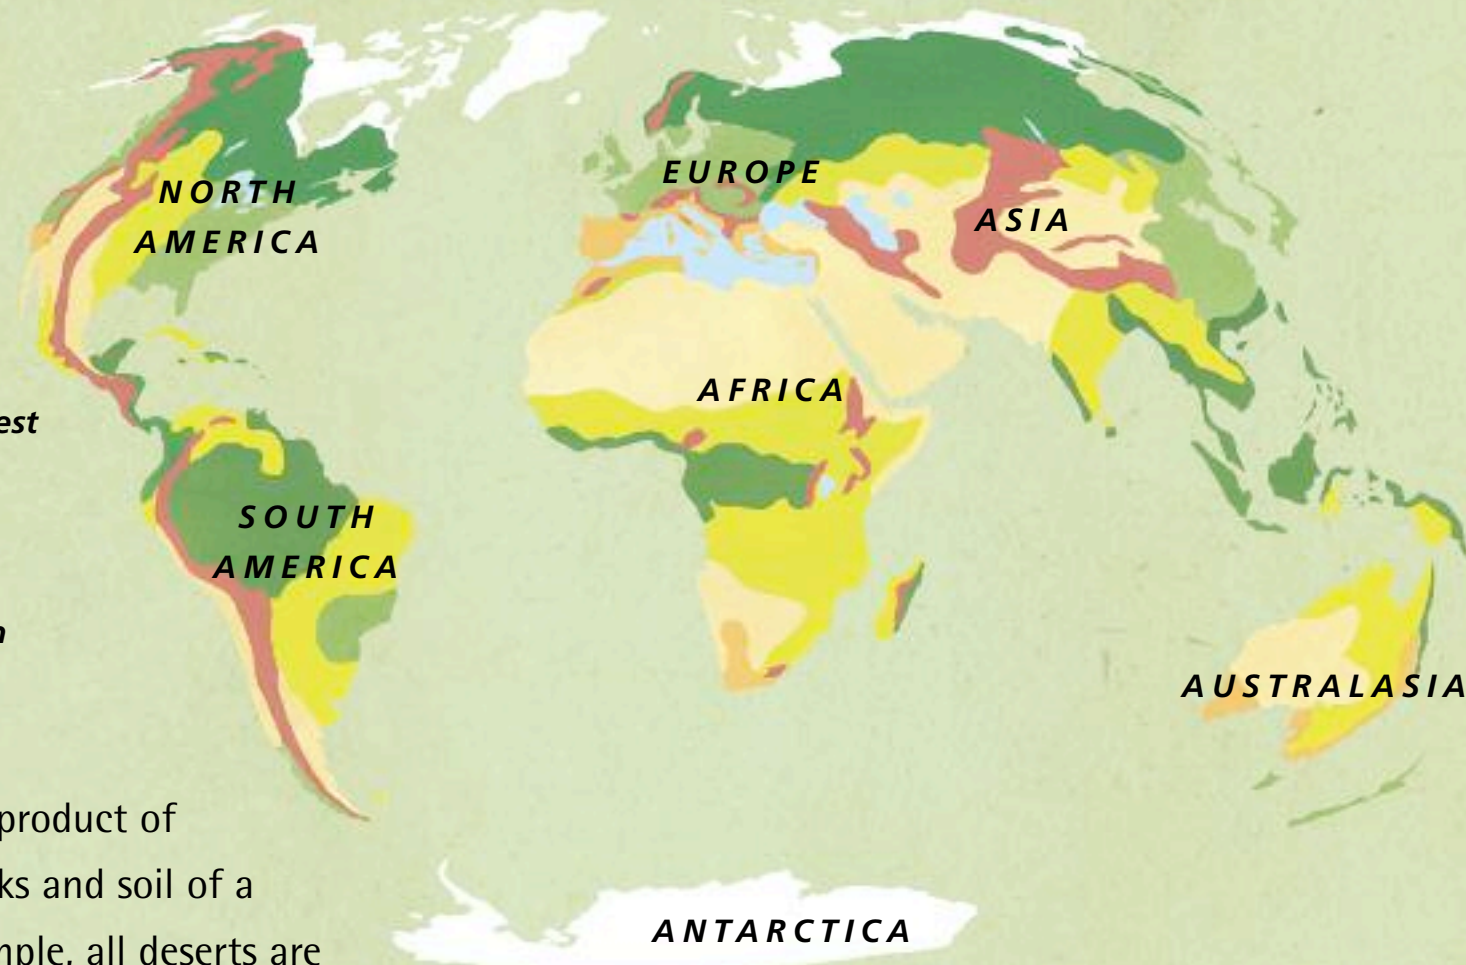 NORTH
AMERICA
EUROPE
ASIA
AFRICA
est
SOUTH
AMERICA
n
AUSTRALASIA
product of
ks and soil of a
mple, all deserts are
ANTARCTICA